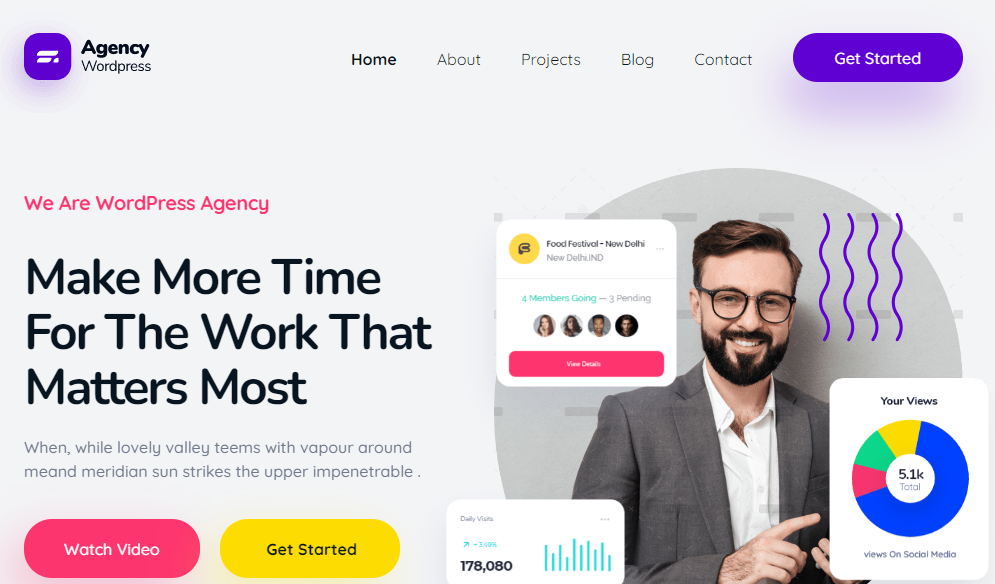 Agency
Wordpress
Home About Projects Blog Contact Get Started
We Are WordPress Agency
Make More Time
For The Work That
Matters Most
When, while lovely valley teems with vapour around
meand meridian sun strikes the upper impenetrable .
Watch Video Get Started
Food Festival - New Delhi
New Delhi.IND
4 Members Going — 3 Pending
View Details
Your Views
5.1k
Total
views On Social Media
Daily Visits
178,080